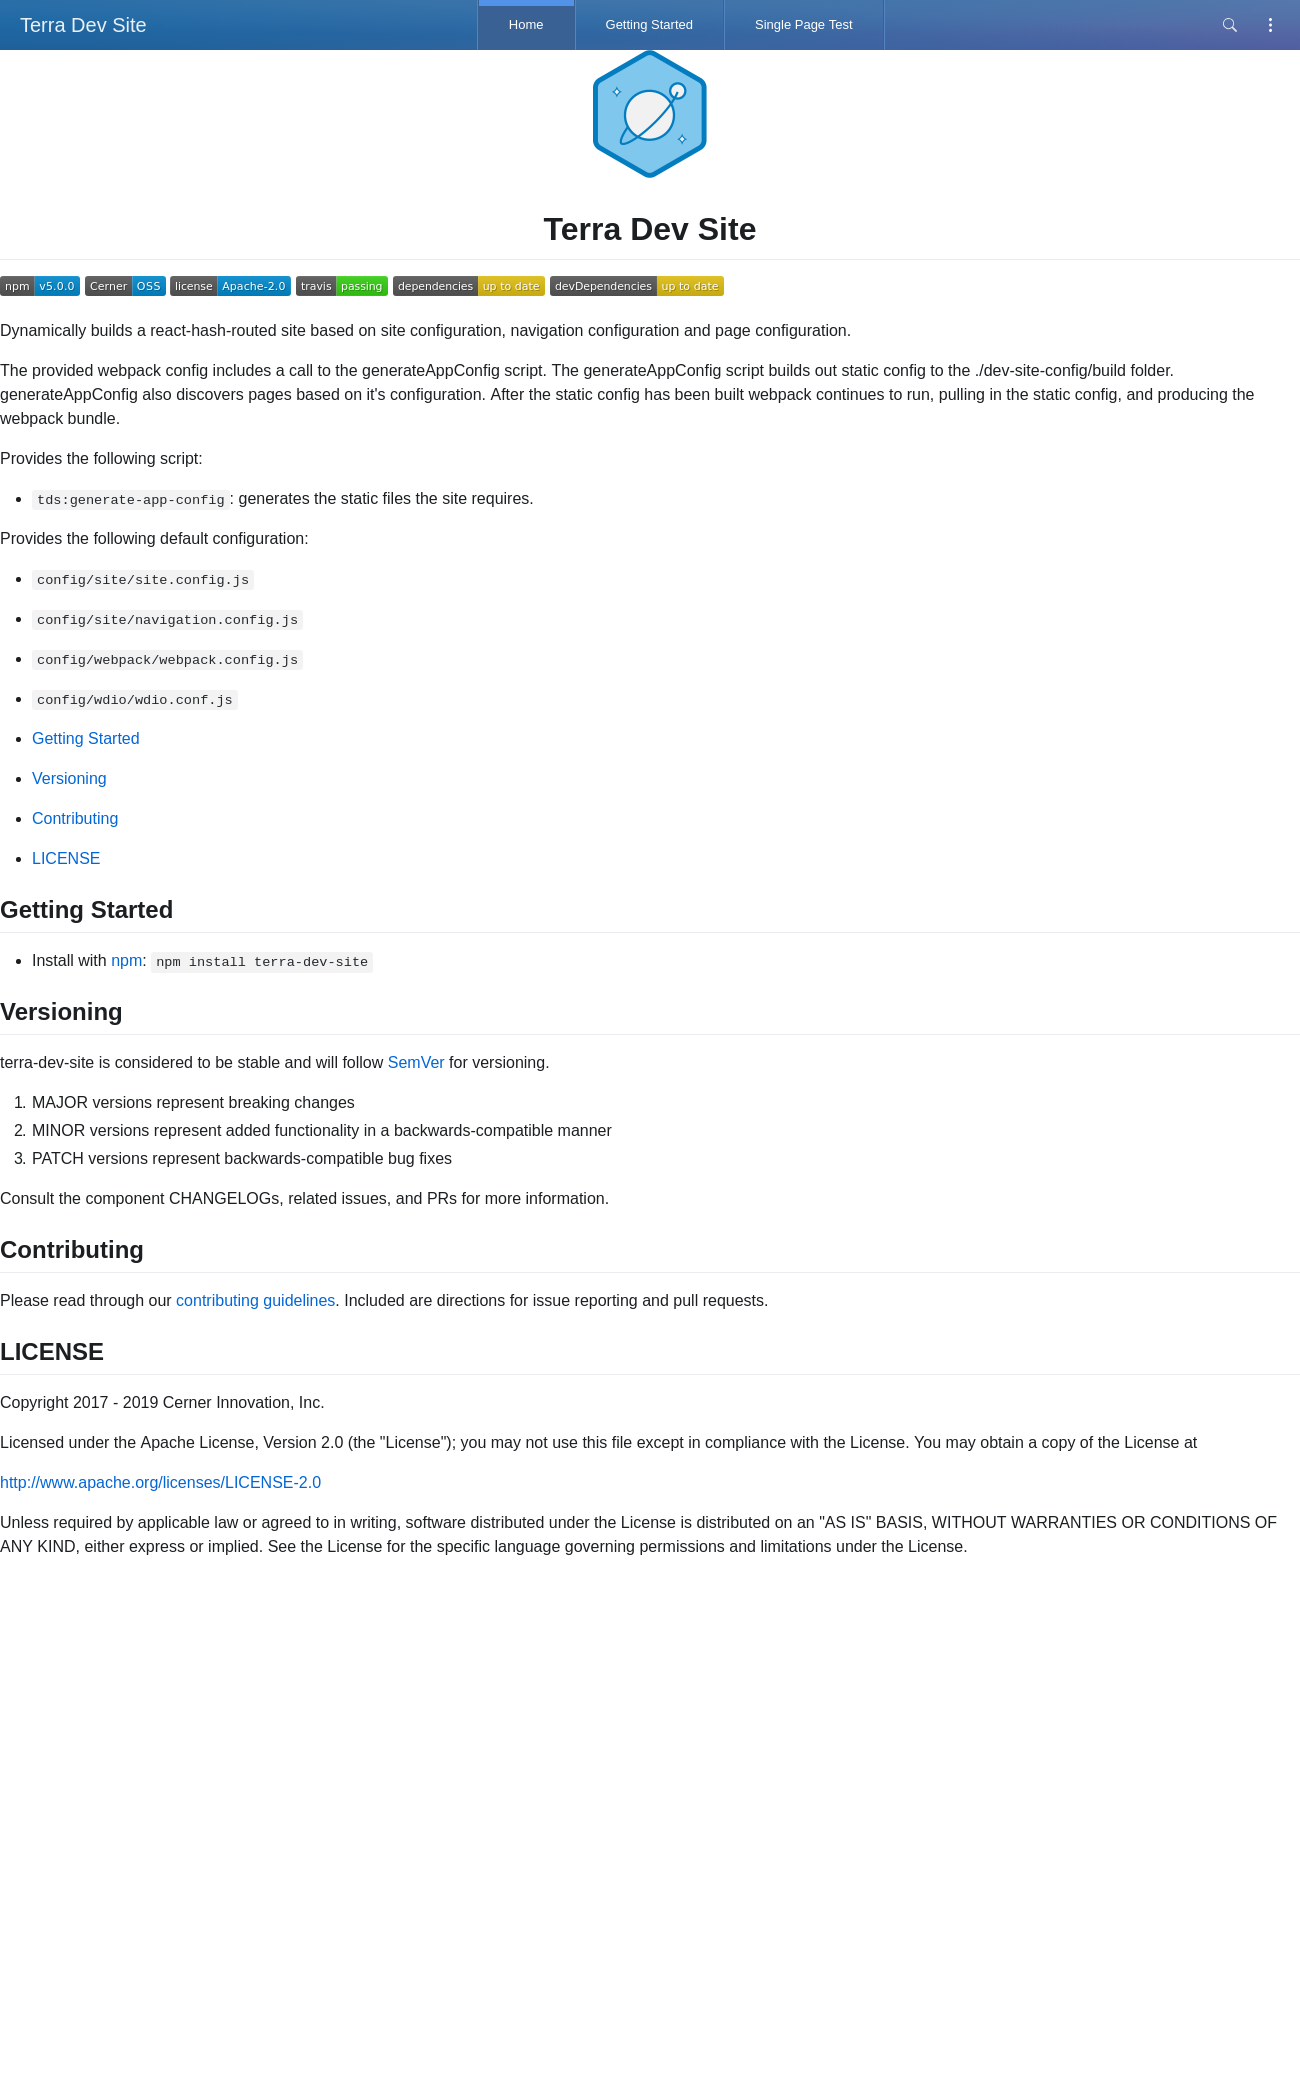 Terra Dev Site
Home
Getting Started
Single Page Test
Terra Dev Site
npm v5.0.0 Cerner OSS license Apache-2.0 travis passing dependencies up to date devDependencies up to date
Dynamically builds a react-hash-routed site based on site configuration, navigation configuration and page configuration.
The provided webpack config includes a call to the generateAppConfig script. The generateAppConfig script builds out static config to the ./dev-site-config/build folder.
generateAppConfig also discovers pages based on it's configuration. After the static config has been built webpack continues to run, pulling in the static config, and producing the
webpack bundle.
Provides the following script:
tds:generate-app-config : generates the static files the site requires.
Provides the following default configuration:
config/site/site.config.js
config/site/navigation.config.js
config/webpack/webpack.config.js
config/wdio/wdio.conf.js
Getting Started
Versioning
Contributing
LICENSE
Getting Started
Install with npm: npm install terra-dev-site
Versioning
terra-dev-site is considered to be stable and will follow SemVer for versioning.
1. MAJOR versions represent breaking changes
2. MINOR versions represent added functionality in a backwards-compatible manner
3. PATCH versions represent backwards-compatible bug fixes
Consult the component CHANGELOGs, related issues, and PRs for more information.
Contributing
Please read through our contributing guidelines. Included are directions for issue reporting and pull requests.
LICENSE
Copyright 2017 - 2019 Cerner Innovation, Inc.
Licensed under the Apache License, Version 2.0 (the "License"); you may not use this file except in compliance with the License. You may obtain a copy of the License at
http://www.apache.org/licenses/LICENSE-2.0
Unless required by applicable law or agreed to in writing, software distributed under the License is distributed on an "AS IS" BASIS, WITHOUT WARRANTIES OR CONDITIONS OF
ANY KIND, either express or implied. See the License for the specific language governing permissions and limitations under the License.